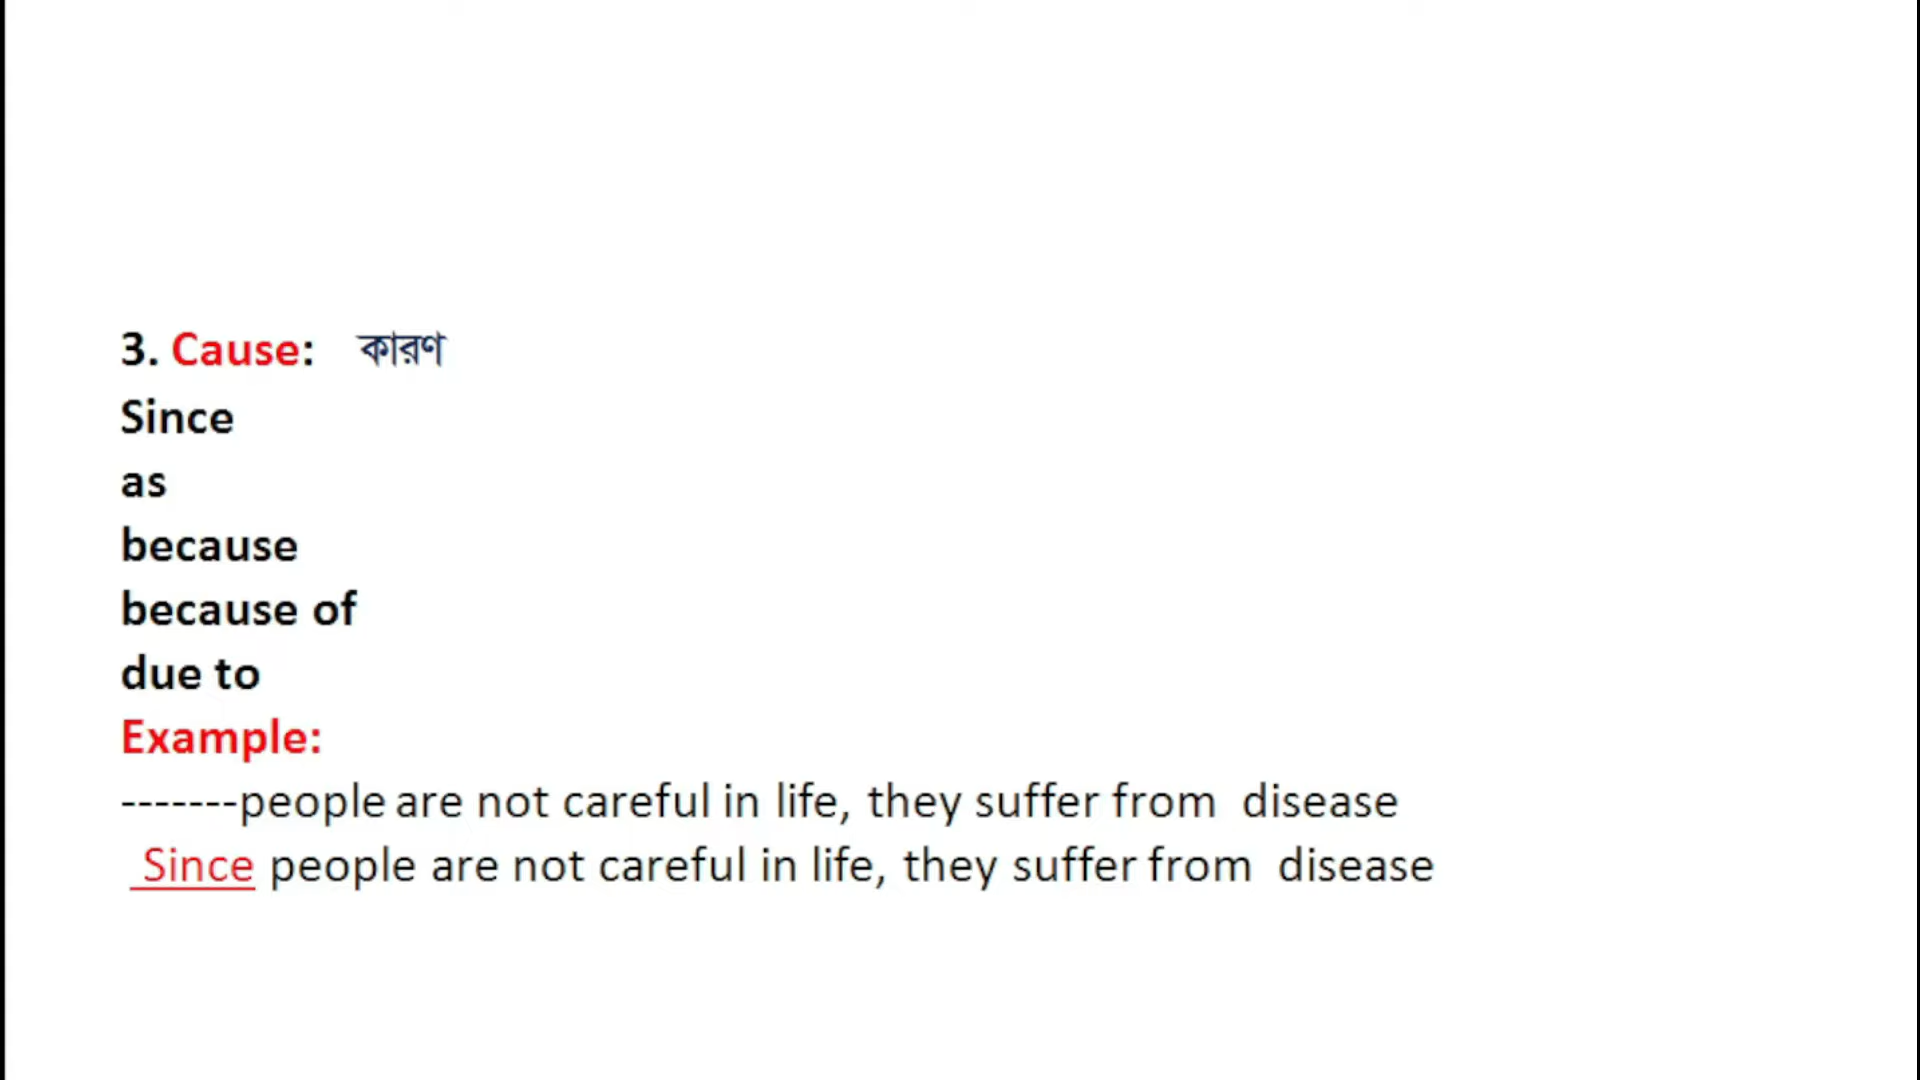 3. Cause: কারণ
Since
as
because
because of
due to
Example:
-------people are not careful in life, they suffer from disease
Since people are not careful in life, they suffer from disease